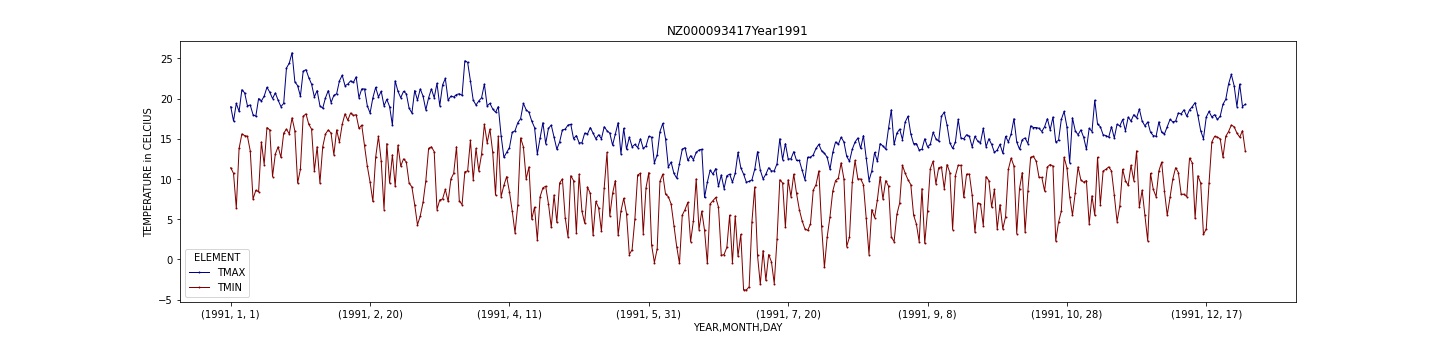 NZ000093417Year1991
TEMPERATURE in CELCIUS
25
20
15
10
5
0
−5
ELEMENT
TMAX
TMIN
(1991, 1, 1)
(1991, 2, 20)
(1991, 4, 11)
(1991, 5, 31)
(1991, 7, 20)
(1991, 9, 8)
(1991, 10, 28)
(1991, 12, 17)
YEAR,MONTH,DAY